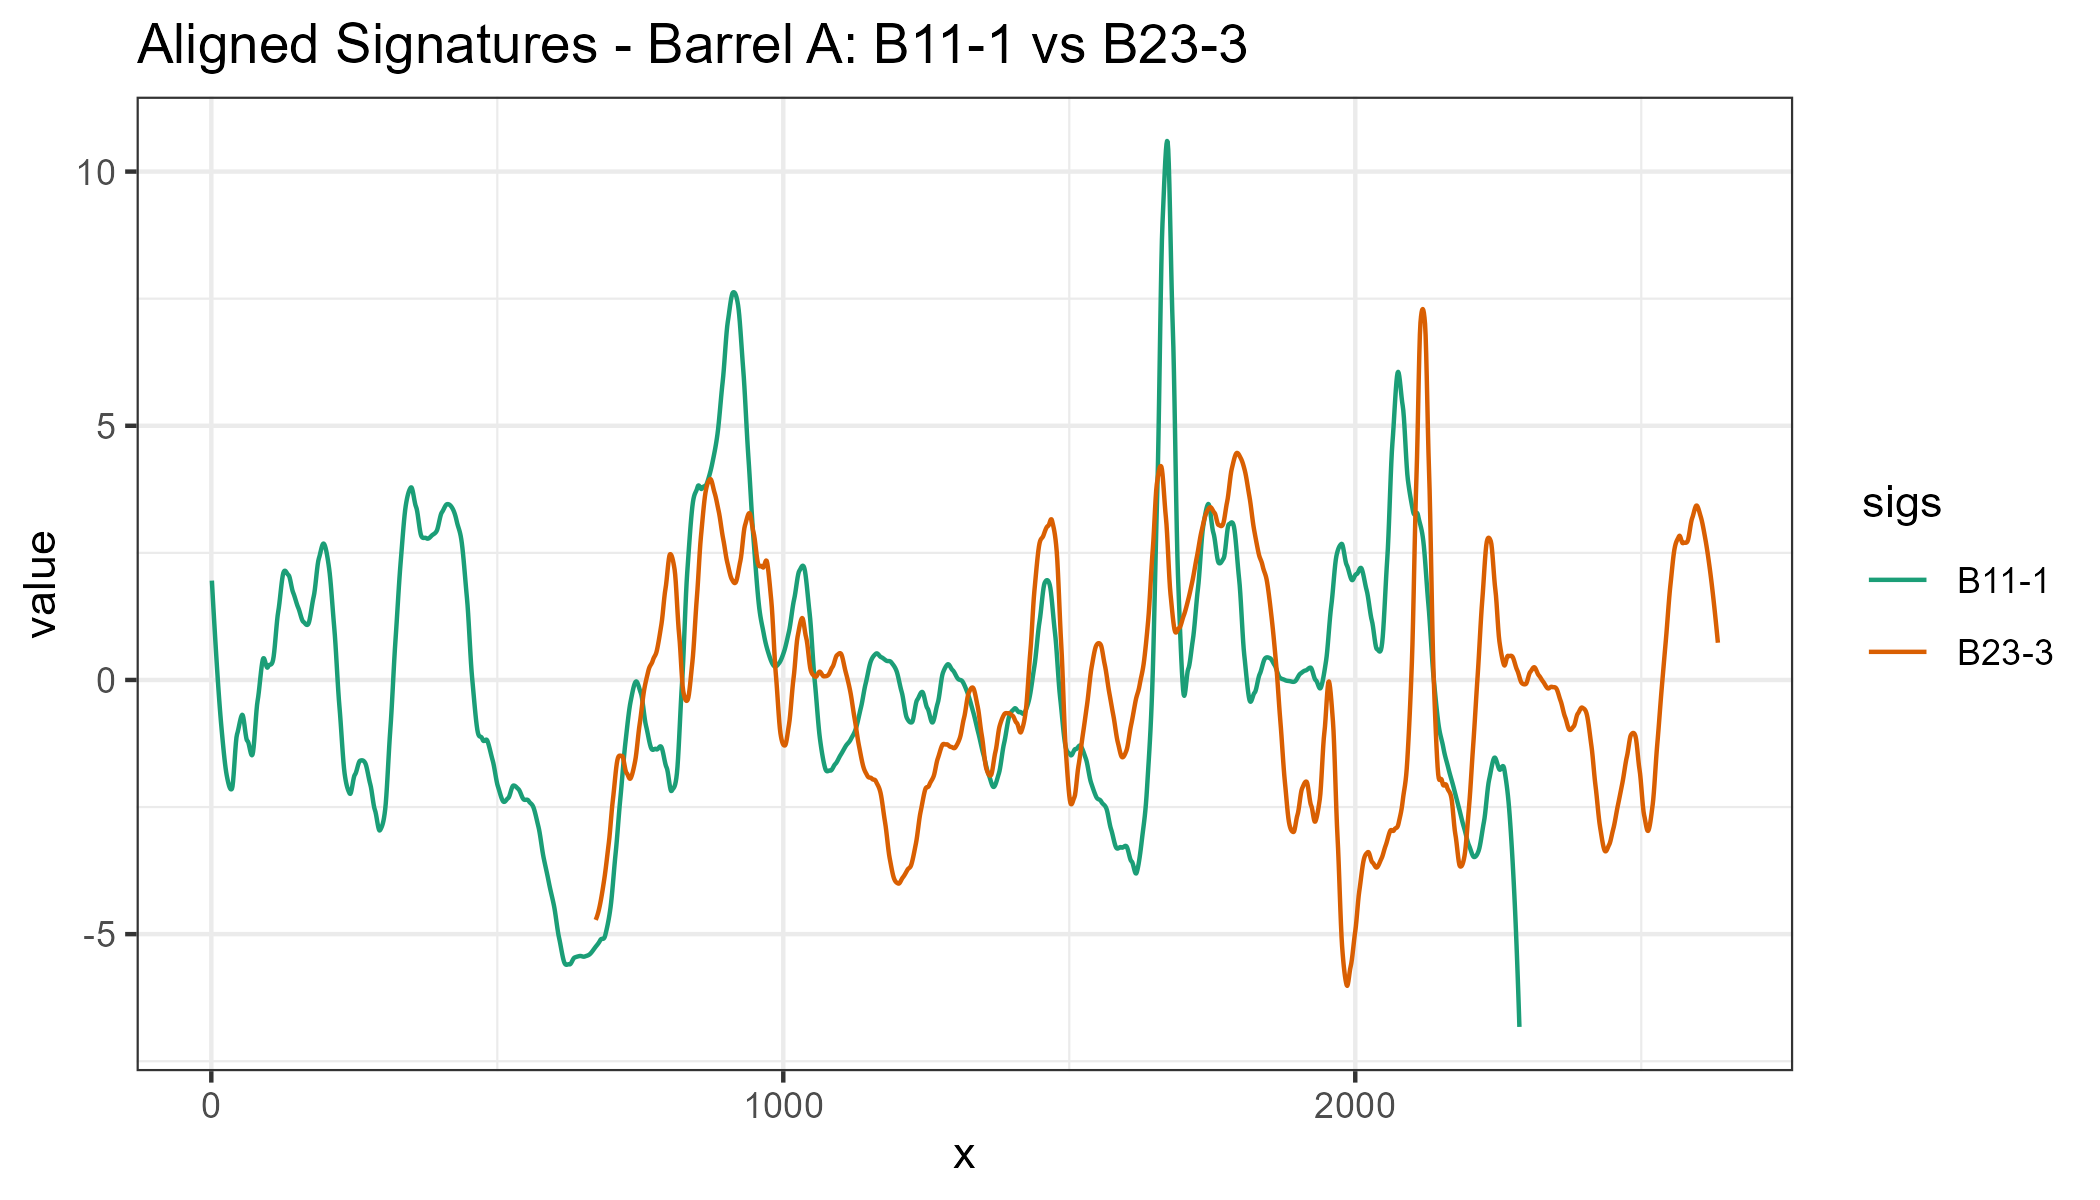 Aligned Signatures - Barrel A: B11-1 vs B23-3
value
10
5
0
-5
0
1000
2000
x
sigs
B11-1
B23-3